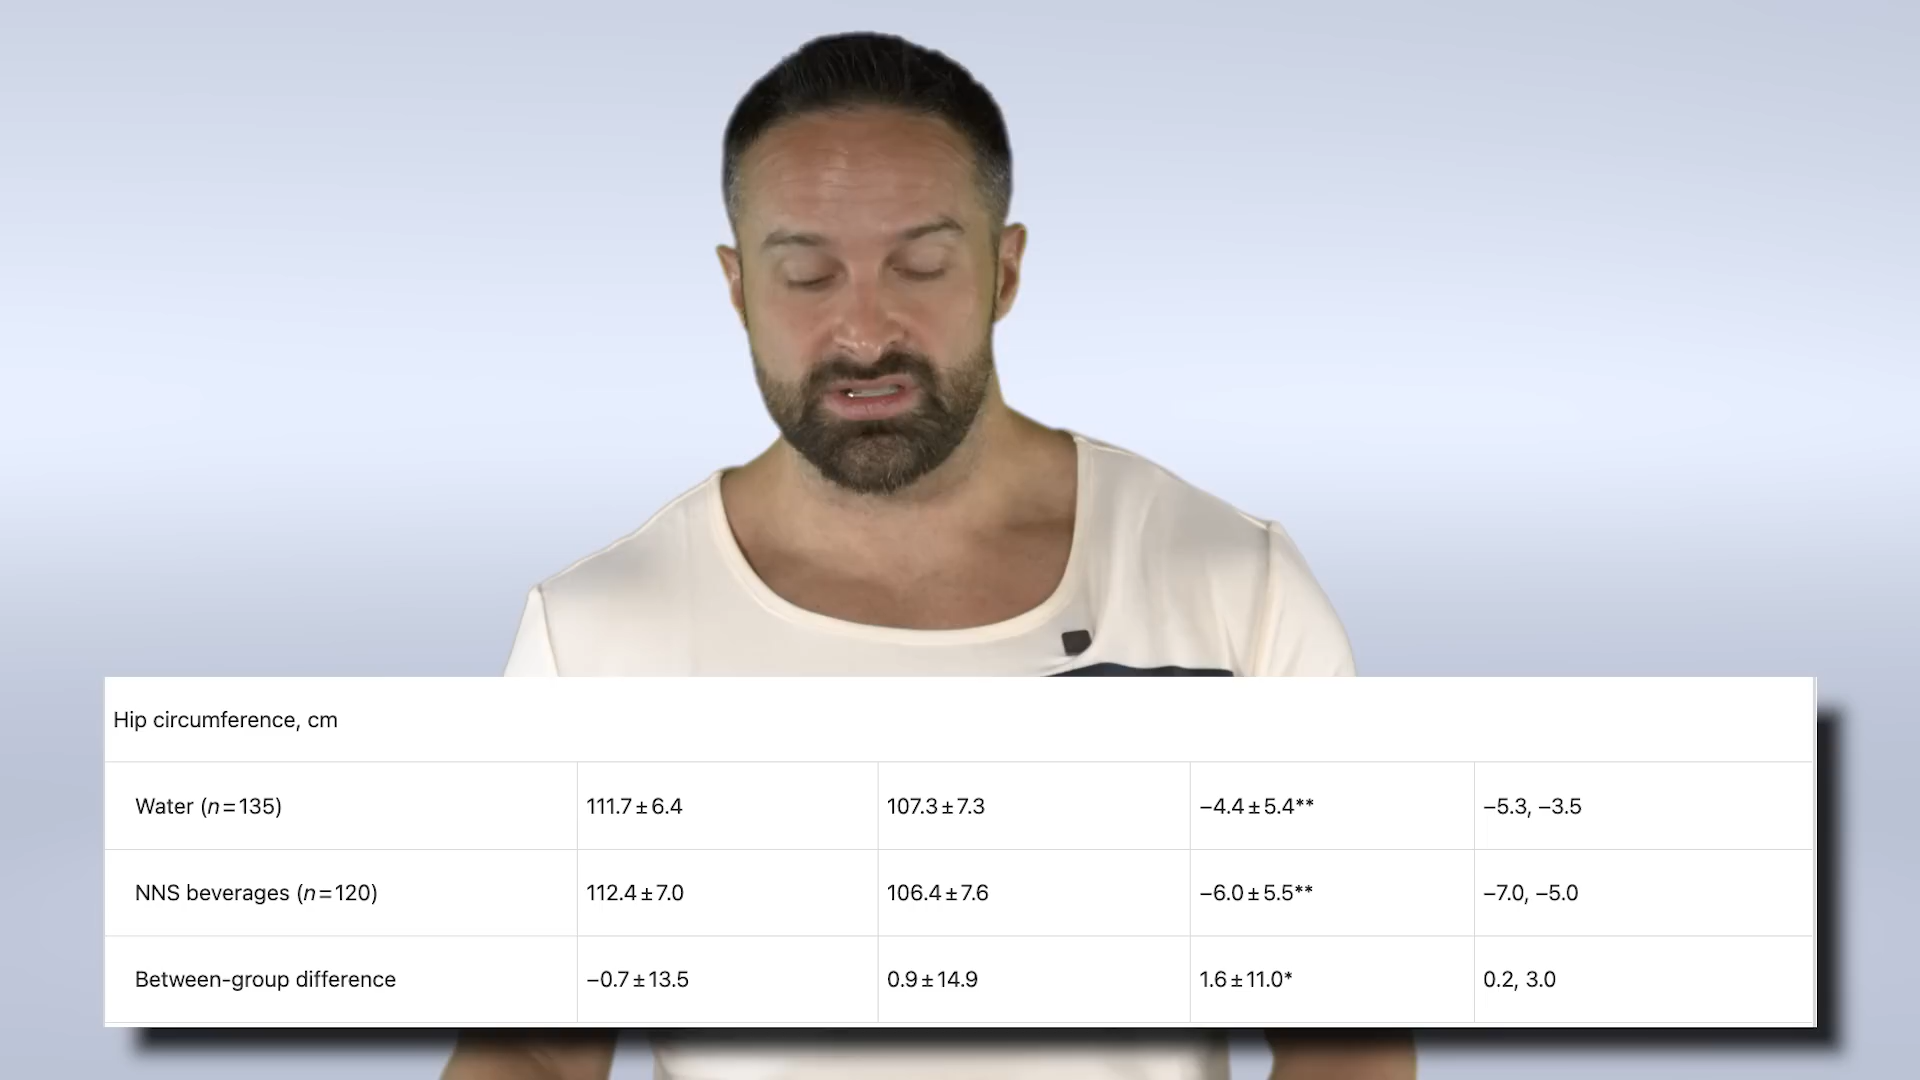 Hip circumference, cm
Water (n=135) 111.7±6.4 107.3±7.3 −4.4±5.4** −5.3, −3.5
NNS beverages (n=120) 112.4±7.0 106.4±7.6 −6.0±5.5** −7.0, −5.0
Between-group difference −0.7±13.5 0.9±14.9 1.6±11.0* 0.2, 3.0